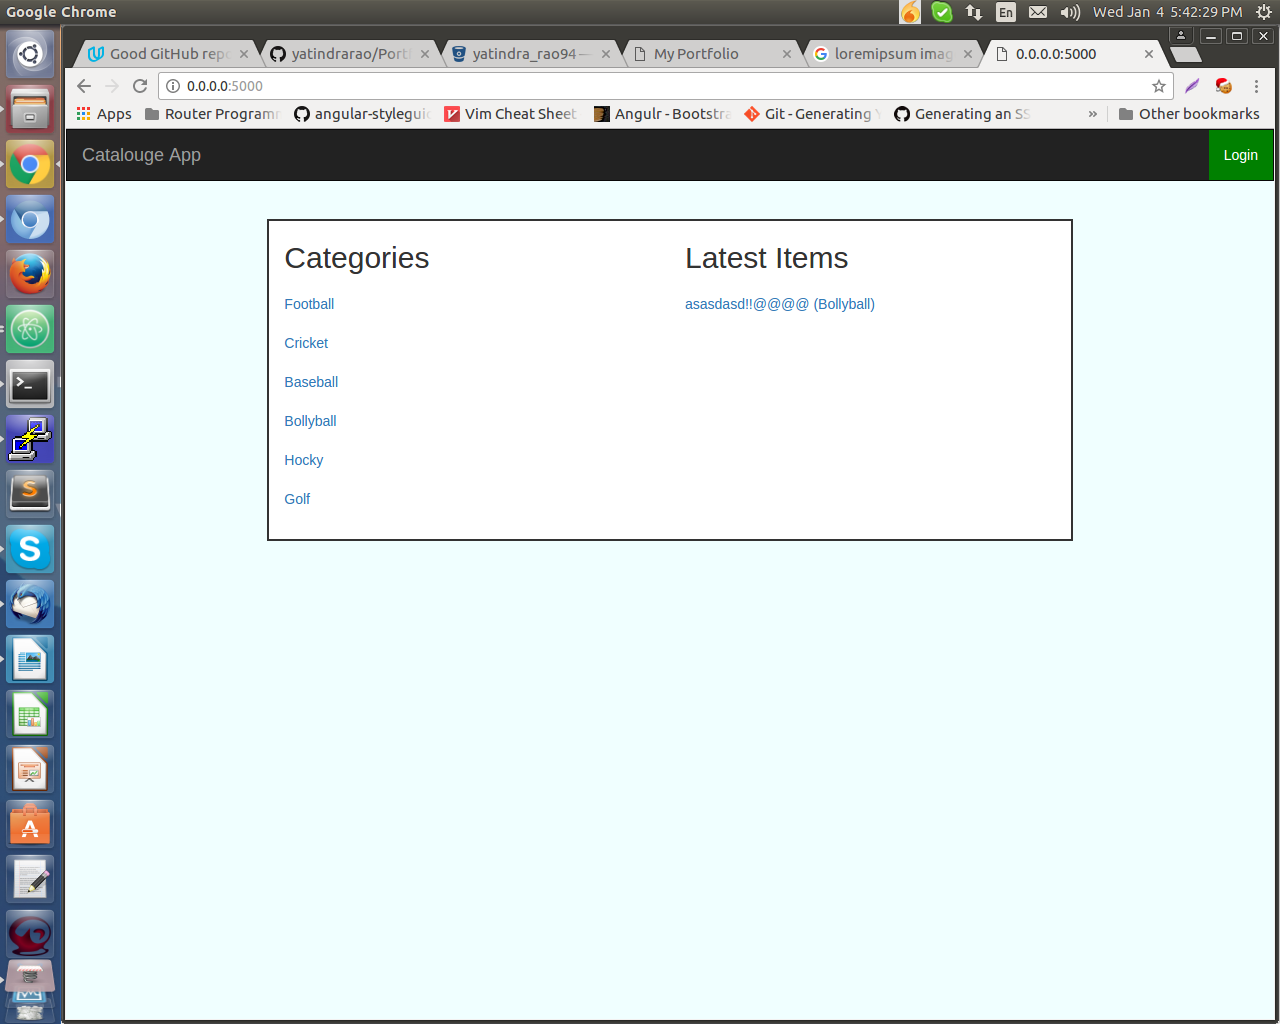 Google Chrome
En
Wed Jan 4 5:42:29 PM
Good GitHub repo
yatindrarao/Portf
yatindra_rao94 —
My Portfolio
loremipsum imag
0.0.0.0:5000
0.0.0.0:5000
Apps
Router Programm
angular-styleguid
Vim Cheat Sheet
Angulr - Bootstra
Git - Generating Y
Generating an SS
»
Other bookmarks
Catalouge App
Login
Categories
Latest Items
Football
asasdasd!!@@@@ (Bollyball)
Cricket
Baseball
Bollyball
Hocky
Golf